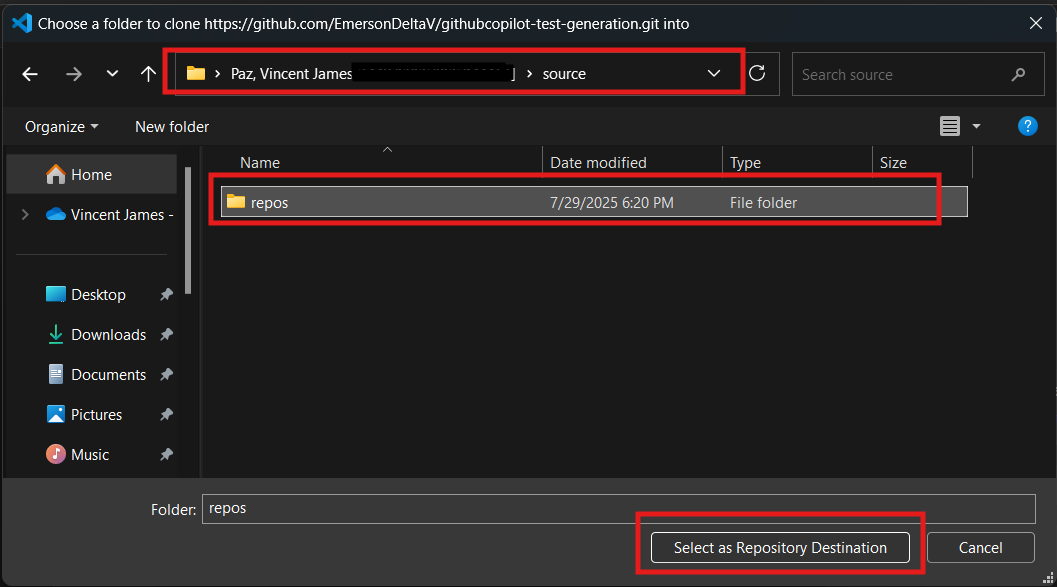 Choose a folder to clone https://github.com/EmersonDeltaV/githubcopilot-test-generation.git into
Paz, Vincent James ] › source
Search source
Organize
New folder
Name
Date modified
Type
Size
Home
Vincent James -
repos
7/29/2025 6:20 PM
File folder
Desktop
Downloads
Documents
Pictures
Music
Folder:
repos
Select as Repository Destination
Cancel